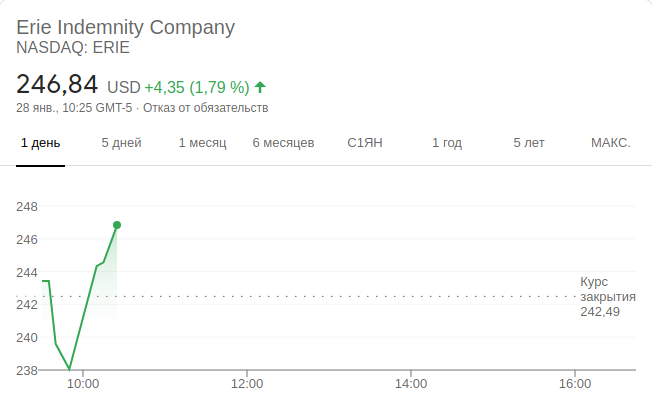 Erie Indemnity Company
NASDAQ: ERIE
246,84 USD +4,35 (1,79 %)
28 янв., 10:25 GMT-5 · Отказ от обязательств
1 день 5 дней 1 месяц 6 месяцев С1ЯН 1 год 5 лет МАКС.
248
246
244
242
240
238
Курс
закрытия
242,49
10:00 12:00 14:00 16:00